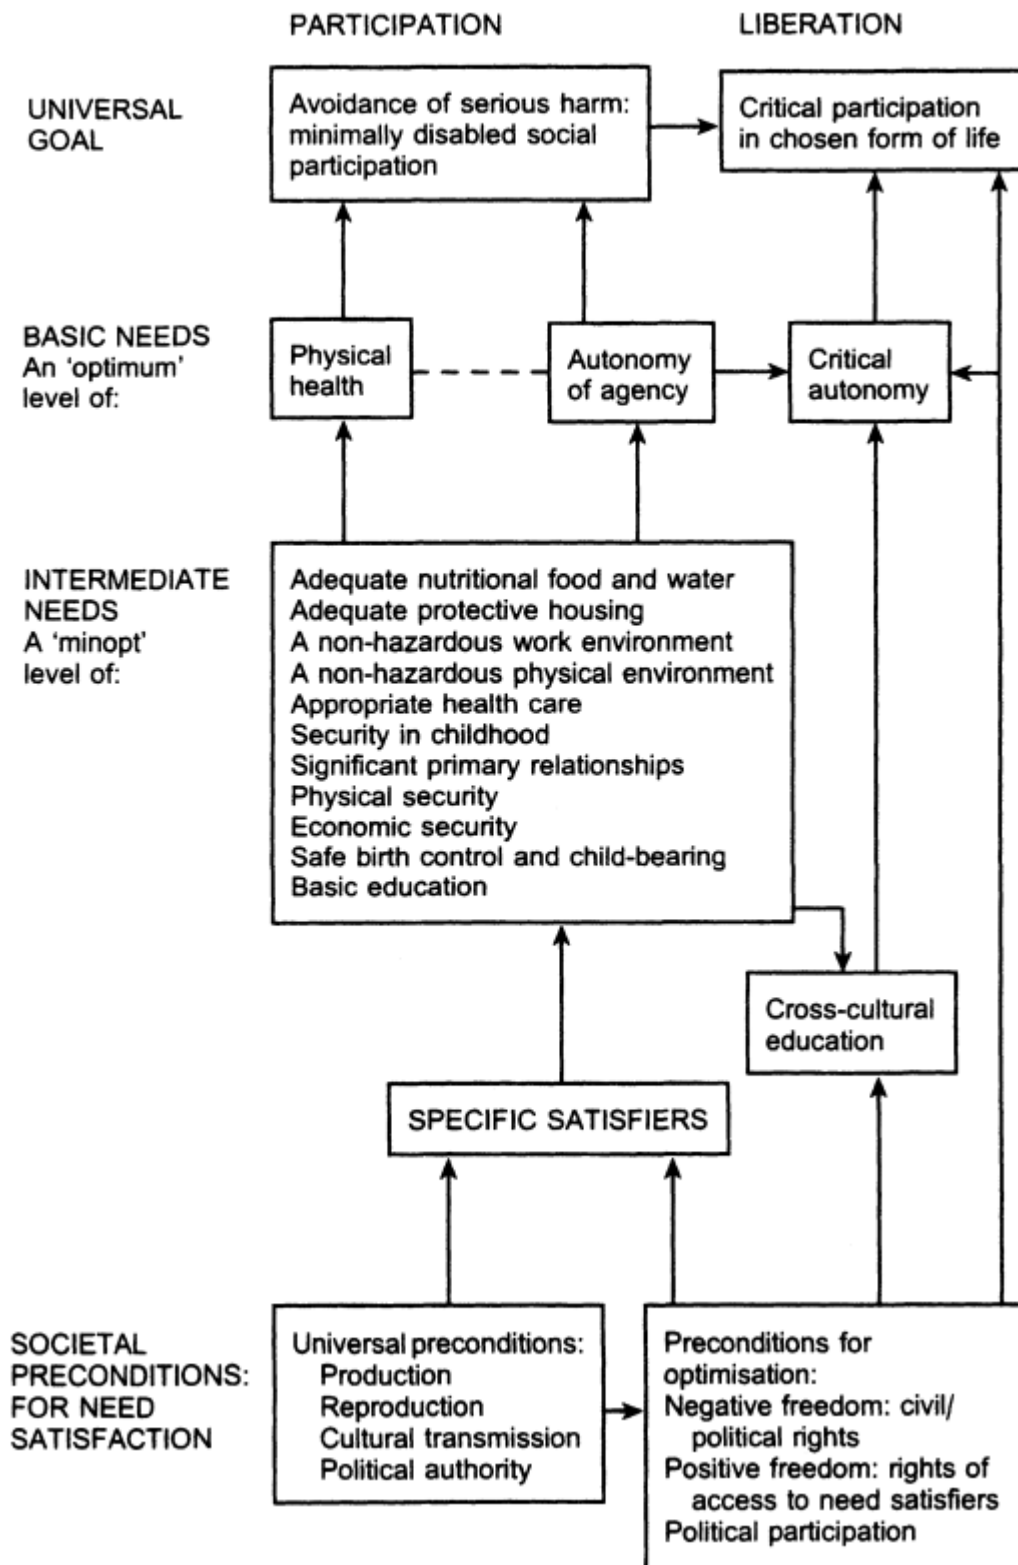 PARTICIPATION
LIBERATION
UNIVERSAL
GOAL
Avoidance of serious harm:
minimally disabled social
participation
Critical participation
in chosen form of life
BASIC NEEDS
An ‘optimum’
level of:
Physical
health
Autonomy
of agency
Critical
autonomy
INTERMEDIATE
NEEDS
A ‘minopt’
level of:
Adequate nutritional food and water
Adequate protective housing
A non-hazardous work environment
A non-hazardous physical environment
Appropriate health care
Security in childhood
Significant primary relationships
Physical security
Economic security
Safe birth control and child-bearing
Basic education
Cross-cultural
education
SPECIFIC SATISFIERS
SOCIETAL
PRECONDITIONS:
FOR NEED
SATISFACTION
Universal preconditions:
Production
Reproduction
Cultural transmission
Political authority
Preconditions for
optimisation:
Negative freedom: civil/
political rights
Positive freedom: rights of
access to need satisfiers
Political participation